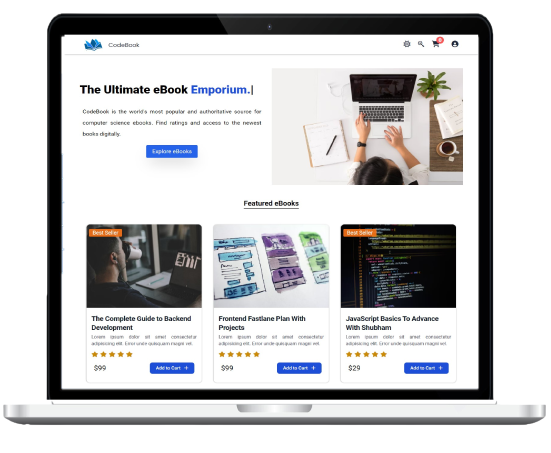 CodeBook
0
The Ultimate eBook Emporium.|
CodeBook is the world's most popular and authoritative source for
computer science ebooks. Find ratings and access to the newest
books digitally.
Explore eBooks
Featured eBooks
Best Seller
The Complete Guide to Backend
Development
Lorem ipsum dolor sit amet consectetur
adipisicing elit. Error unde quisquam magni vel.
$99
Add to Cart +
Frontend Fastlane Plan With
Projects
Lorem ipsum dolor sit amet consectetur
adipisicing elit. Error unde quisquam magni vel.
$99
Add to Cart +
Best Seller
JavaScript Basics To Advance
With Shubham
Lorem ipsum dolor sit amet consectetur
adipisicing elit. Error unde quisquam magni vel.
$29
Add to Cart +